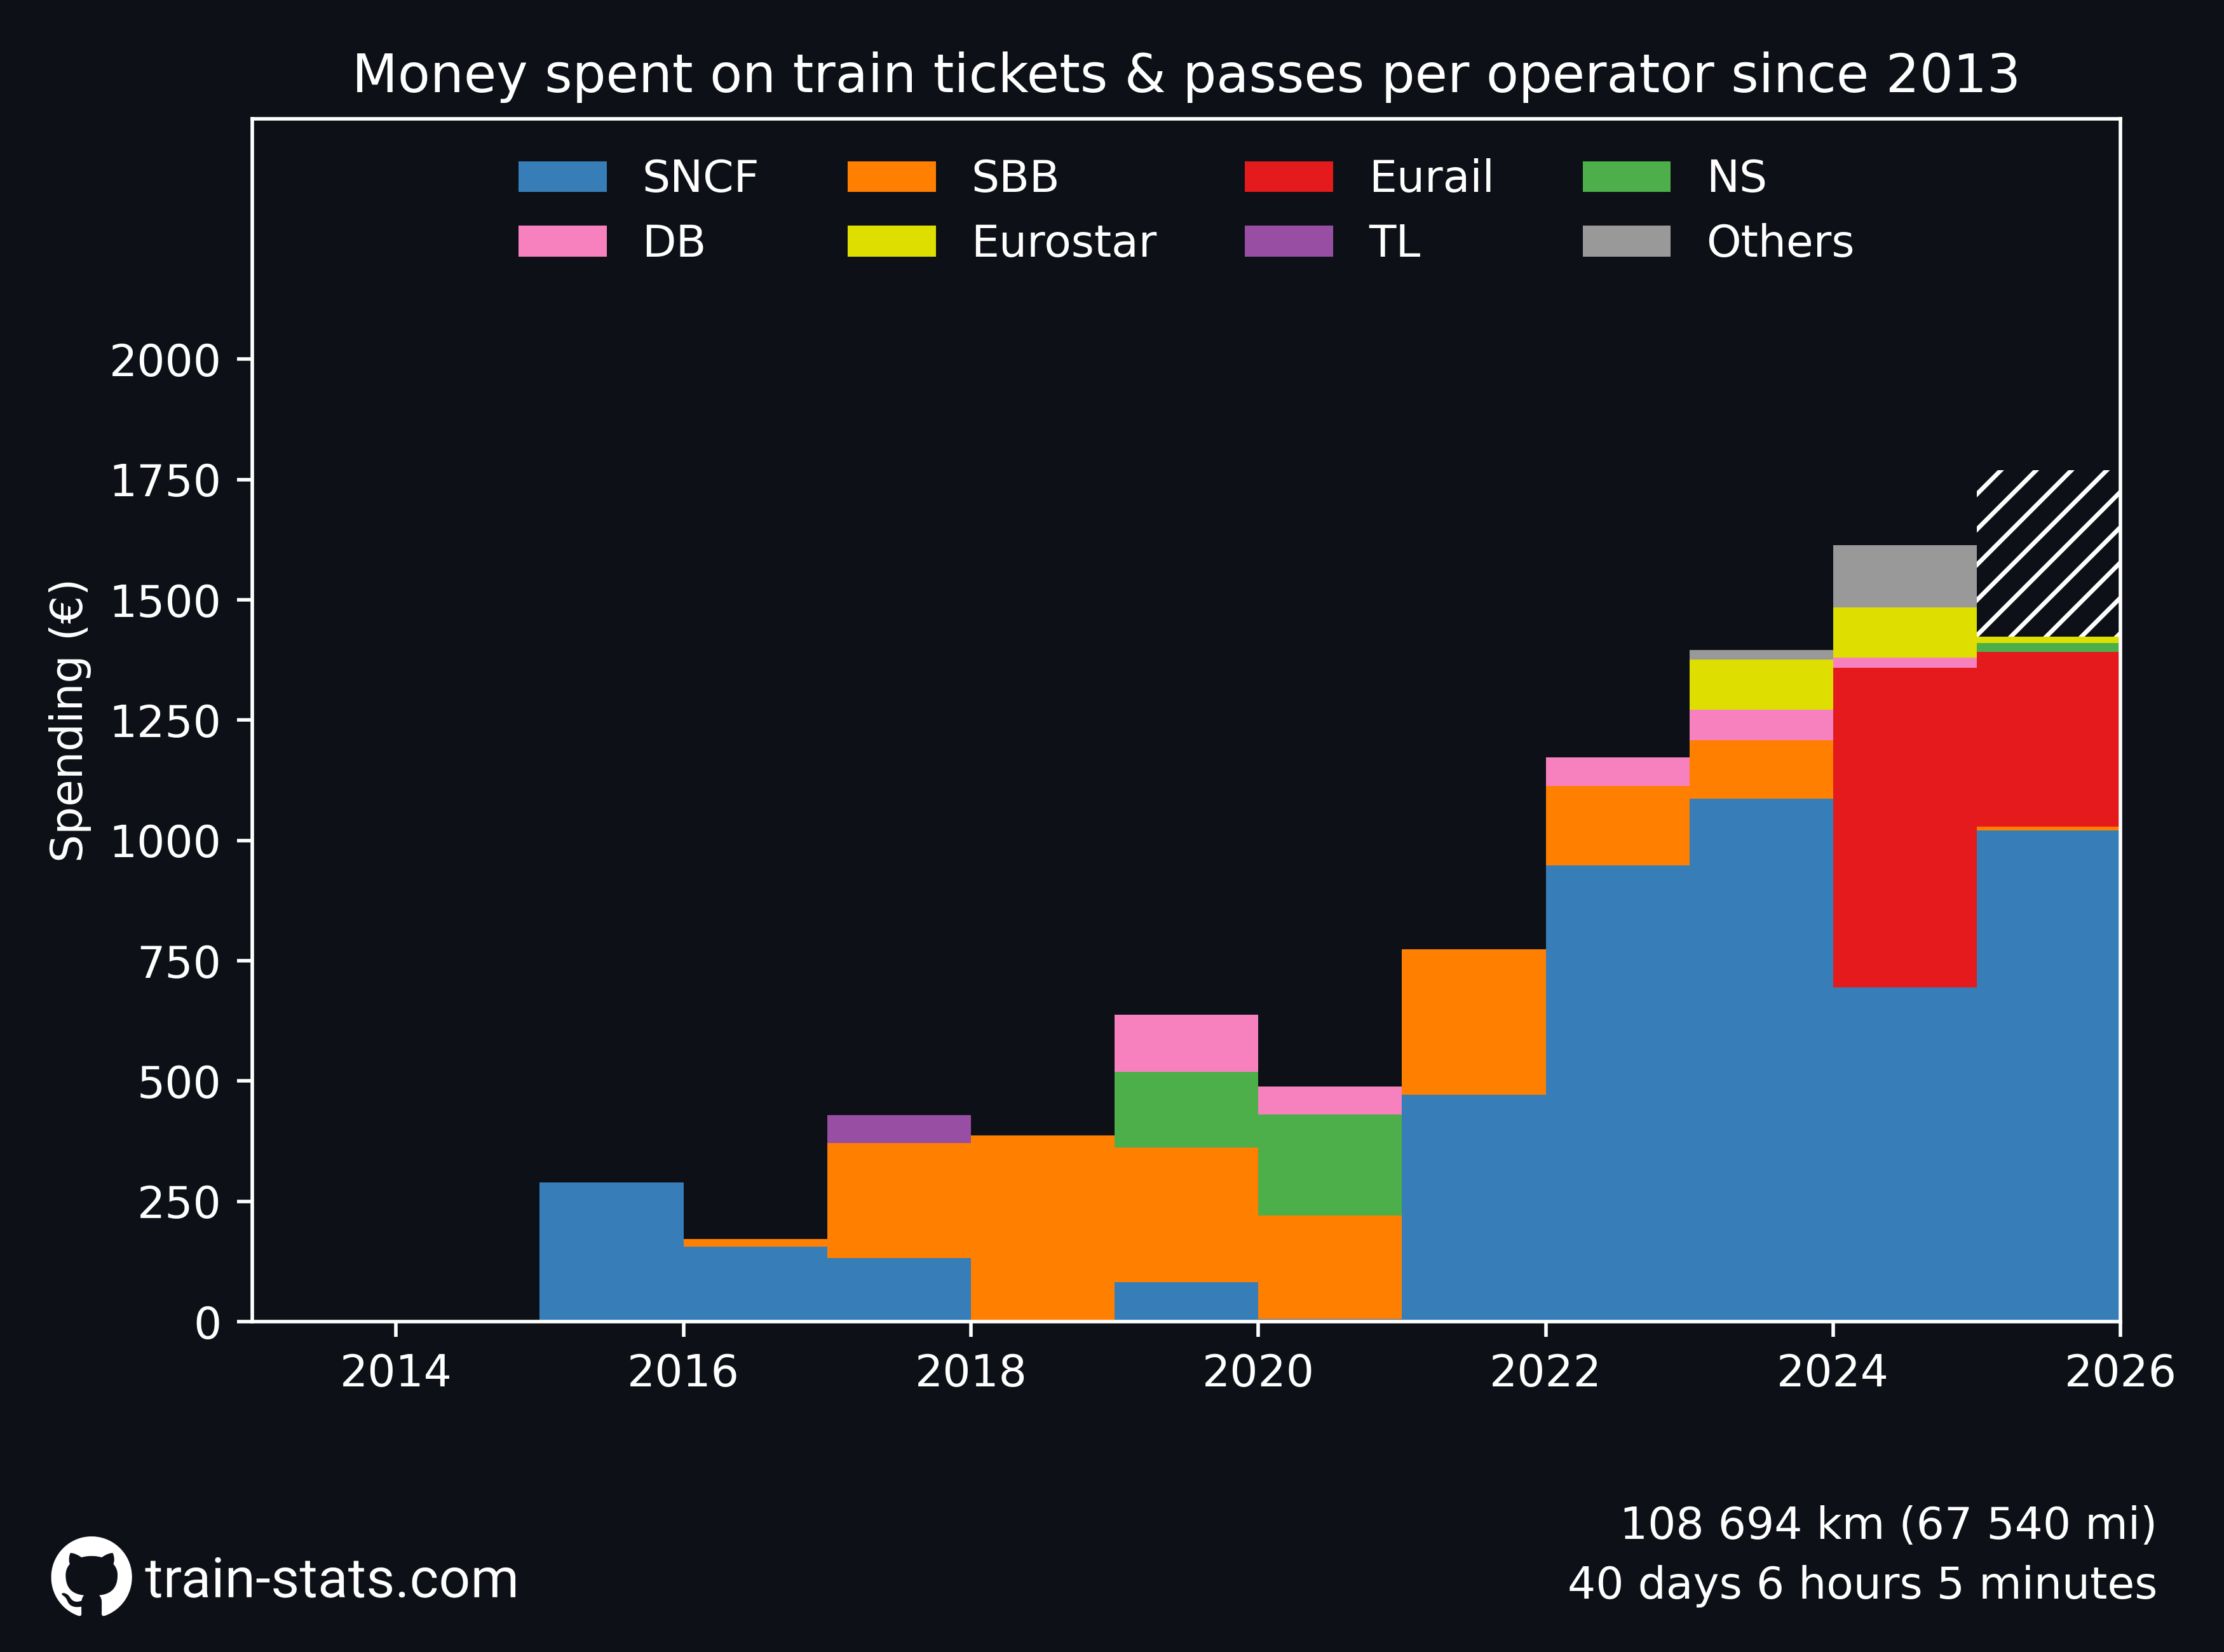 Money spent on train tickets & passes per operator since 2013
SNCF SBB Eurail NS
DB Eurostar TL Others
2000
1750
1500
1250
1000
750
500
250
0
Spending (€)
2014 2016 2018 2020 2022 2024 2026
108 694 km (67 540 mi)
train-stats.com
40 days 6 hours 5 minutes